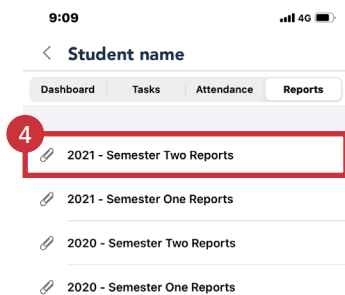 9:09 4G
Student name
Dashboard Tasks Attendance Reports
4
2021 - Semester Two Reports
2021 - Semester One Reports
2020 - Semester Two Reports
2020 - Semester One Reports